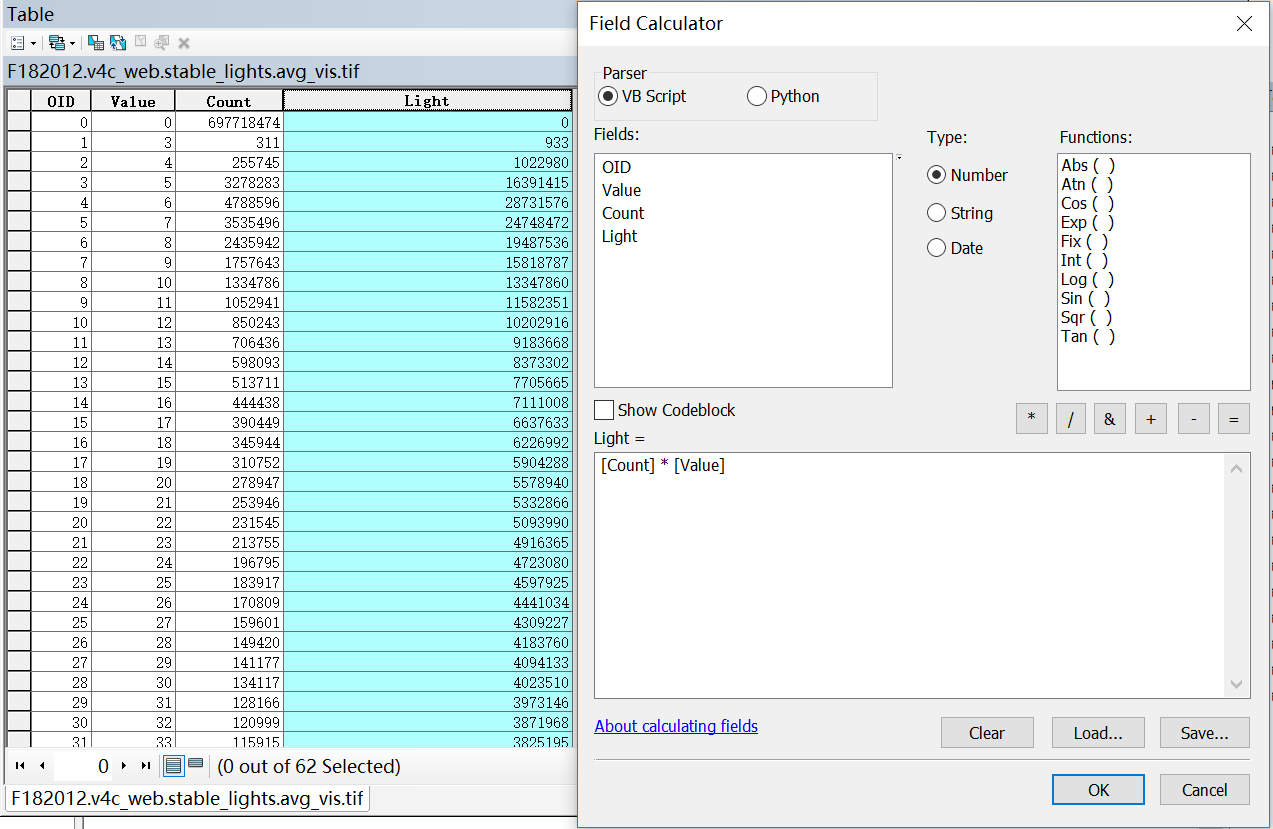 Table
F182012.v4c_web.stable_lights.avg_vis.tif
OID Value Count Light
0 0 697718474 0
1 3 311 933
2 4 255745 1022980
3 5 3278283 16391415
4 6 4788596 28731576
5 7 3535496 24748472
6 8 2435942 19487536
7 9 1757643 15818787
8 10 1334786 13347860
9 11 1052941 11582351
10 12 850243 10202916
11 13 706436 9183668
12 14 598093 8373302
13 15 513711 7705665
14 16 444438 7111008
15 17 390449 6637633
16 18 345944 6226992
17 19 310752 5904288
18 20 278947 5578940
19 21 253946 5332866
20 22 231545 5093990
21 23 213755 4916365
22 24 196795 4723080
23 25 183917 4597925
24 26 170809 4441034
25 27 159601 4309227
26 28 149420 4183760
27 29 141177 4094133
28 30 134117 4023510
29 31 128166 3973146
30 32 120999 3871968
31 33 115915 3825195
0 (0 out of 62 Selected)
F182012.v4c_web.stable_lights.avg_vis.tif
Field Calculator
Parser
VB Script Python
Fields:
OID
Value
Count
Light
Type:
Number
String
Date
Functions:
Abs ( )
Atn ( )
Cos ( )
Exp ( )
Fix ( )
Int ( )
Log ( )
Sin ( )
Sqr ( )
Tan ( )
Show Codeblock
* / & + - =
Light =
[Count] * [Value]
About calculating fields
Clear Load... Save...
OK Cancel